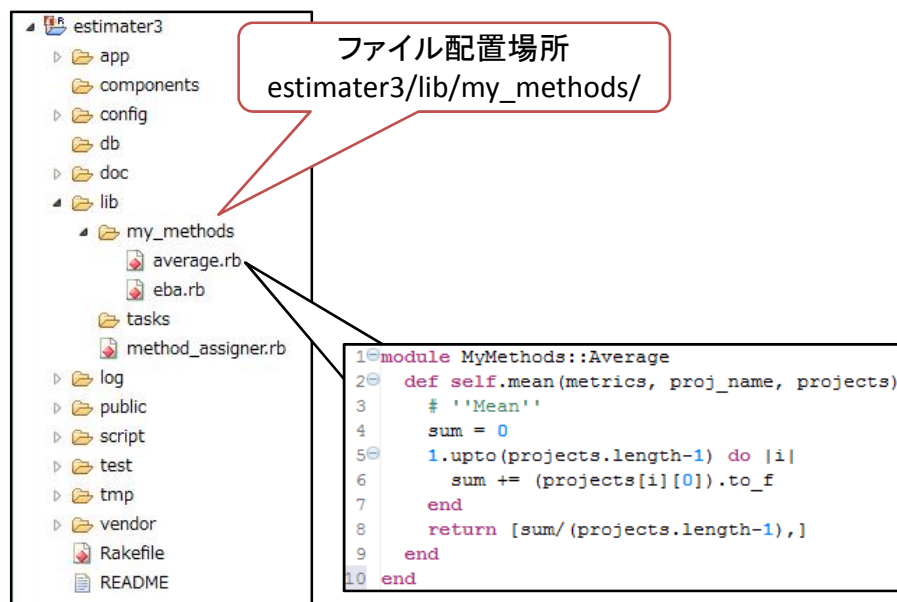 estimater3
app
components
config
db
doc
lib
my_methods
average.rb
eba.rb
tasks
method_assigner.rb
log
public
script
test
tmp
vendor
Rakefile
README
ファイル配置場所
estimater3/lib/my_methods/
1 module MyMethods::Average
2 def self.mean(metrics, proj_name, projects)
3 # ''Mean''
4 sum = 0
5 1.upto(projects.length-1) do |i|
6 sum += (projects[i][0]).to_f
7 end
8 return [sum/(projects.length-1),]
9 end
10 end